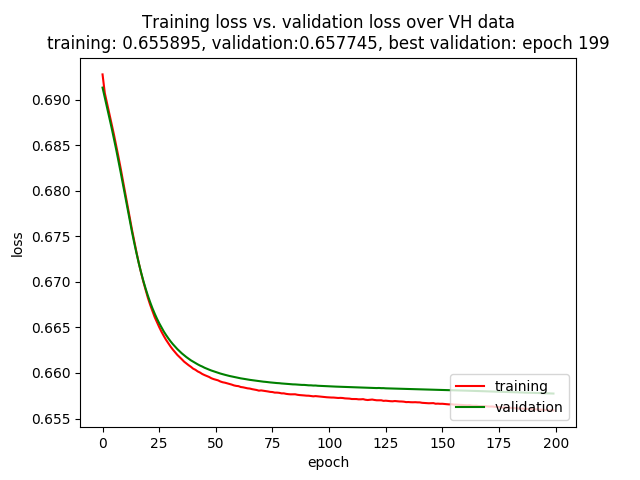 Training loss vs. validation loss over VH data
training: 0.655895, validation:0.657745, best validation: epoch 199
0.690
0.685
0.680
0.675
0.670
0.665
0.660
0.655
loss
training
validation
0 25 50 75 100 125 150 175 200
epoch